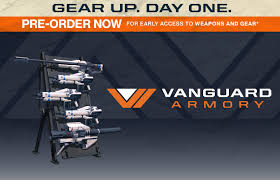 GEAR UP. DAY ONE.
PRE-ORDER NOW FOR EARLY ACCESS TO WEAPONS AND GEAR*
VANGUARD
ARMORY